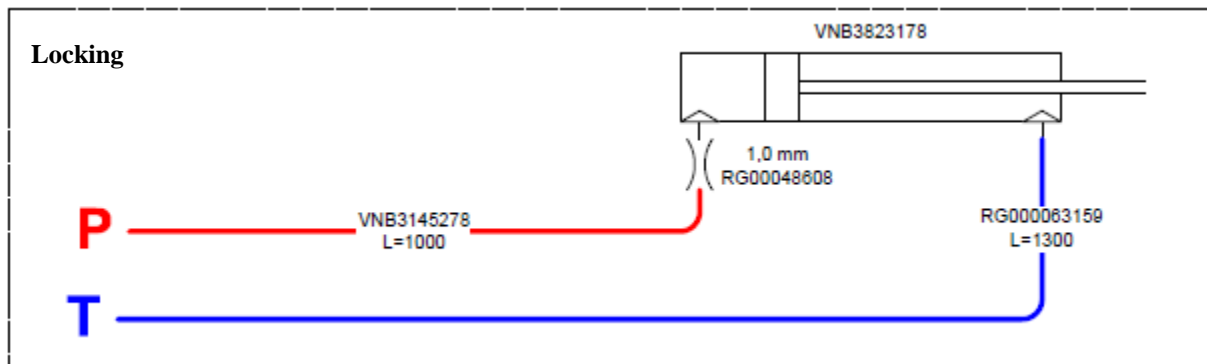 Locking
VNB3823178
1,0 mm
RG00048608
P
VNB3145278
L=1000
RG000063159
L=1300
T